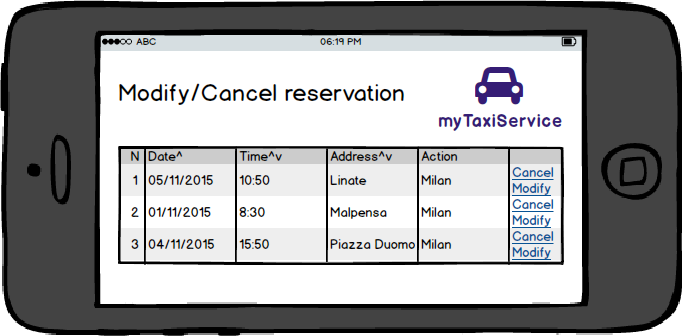 ABC 06:19 PM
Modify/Cancel reservation
myTaxiService
N Date^ Time^v Address^v Action
1 05/11/2015 10:50 Linate Milan Cancel
Modify
2 01/11/2015 8:30 Malpensa Milan Cancel
Modify
3 04/11/2015 15:50 Piazza Duomo Milan Cancel
Modify